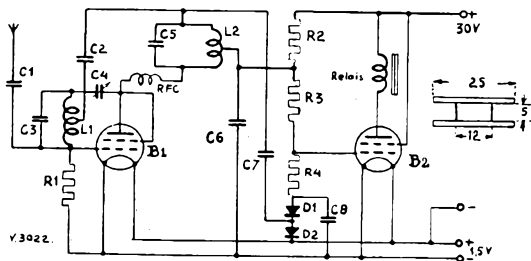 C1
C2
C3
C4
L1
R1
B1
RFC
C5
L2
C6
C7
R2
R3
R4
D1
D2
C8
Relais
B2
+
30V
25
5
12
-
+
1,5V
-
V.3022.